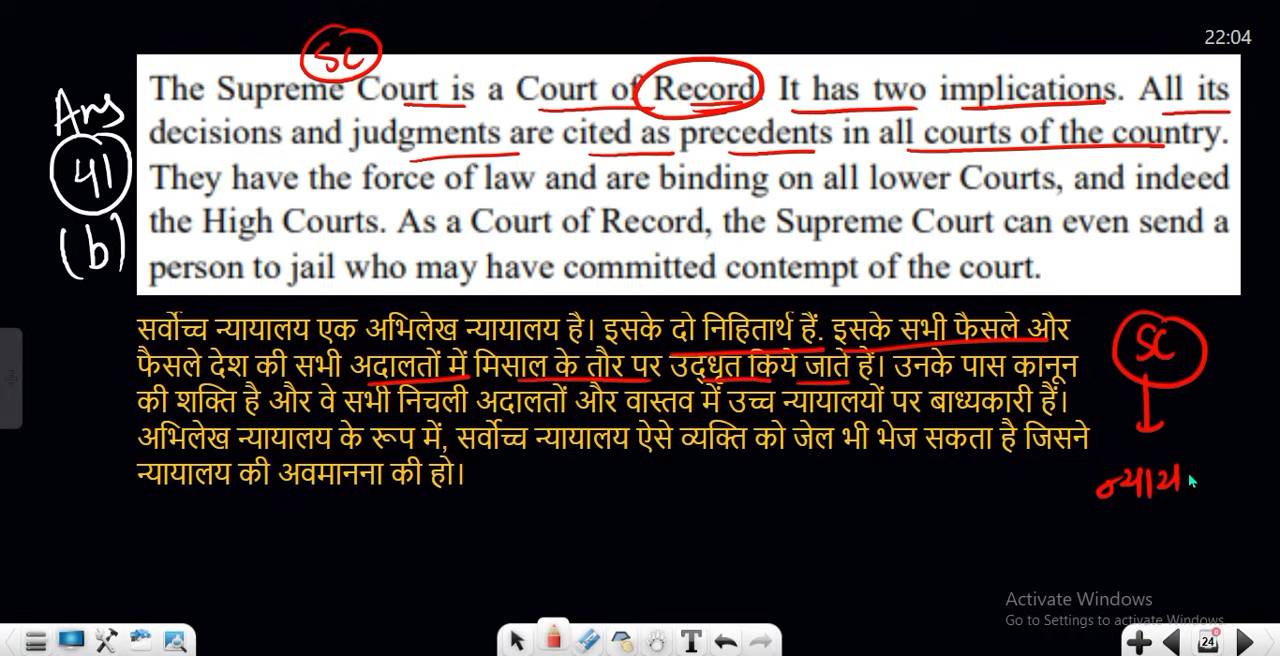 22:04
SC
Ans
41
(b)
The Supreme Court is a Court of Record. It has two implications. All its
decisions and judgments are cited as precedents in all courts of the country.
They have the force of law and are binding on all lower Courts, and indeed
the High Courts. As a Court of Record, the Supreme Court can even send a
person to jail who may have committed contempt of the court.
सर्वोच्च न्यायालय एक अभिलेख न्यायालय है। इसके दो निहितार्थ हैं. इसके सभी फैसले और
फैसले देश की सभी अदालतों में मिसाल के तौर पर उद्धृत किये जाते हैं। उनके पास कानून
की शक्ति है और वे सभी निचली अदालतों और वास्तव में उच्च न्यायालयों पर बाध्यकारी हैं।
अभिलेख न्यायालय के रूप में, सर्वोच्च न्यायालय ऐसे व्यक्ति को जेल भी भेज सकता है जिसने
न्यायालय की अवमानना की हो।
SC
न्याय
Activate Windows
Go to Settings to activate Windows.
T
24